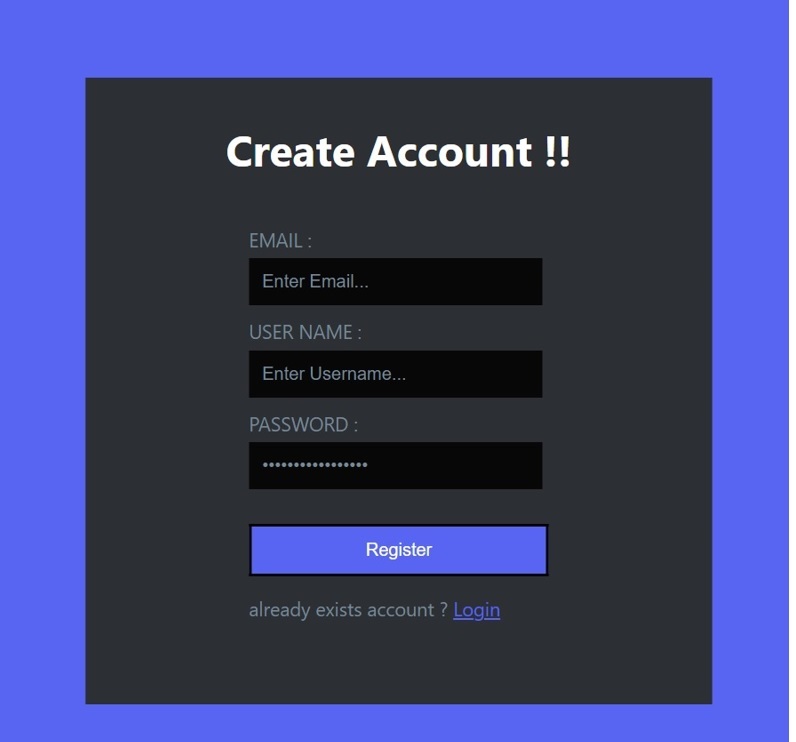 Create Account !!
EMAIL :
Enter Email...
USER NAME :
Enter Username...
PASSWORD :
•••••••••••••••••
Register
already exists account ? Login